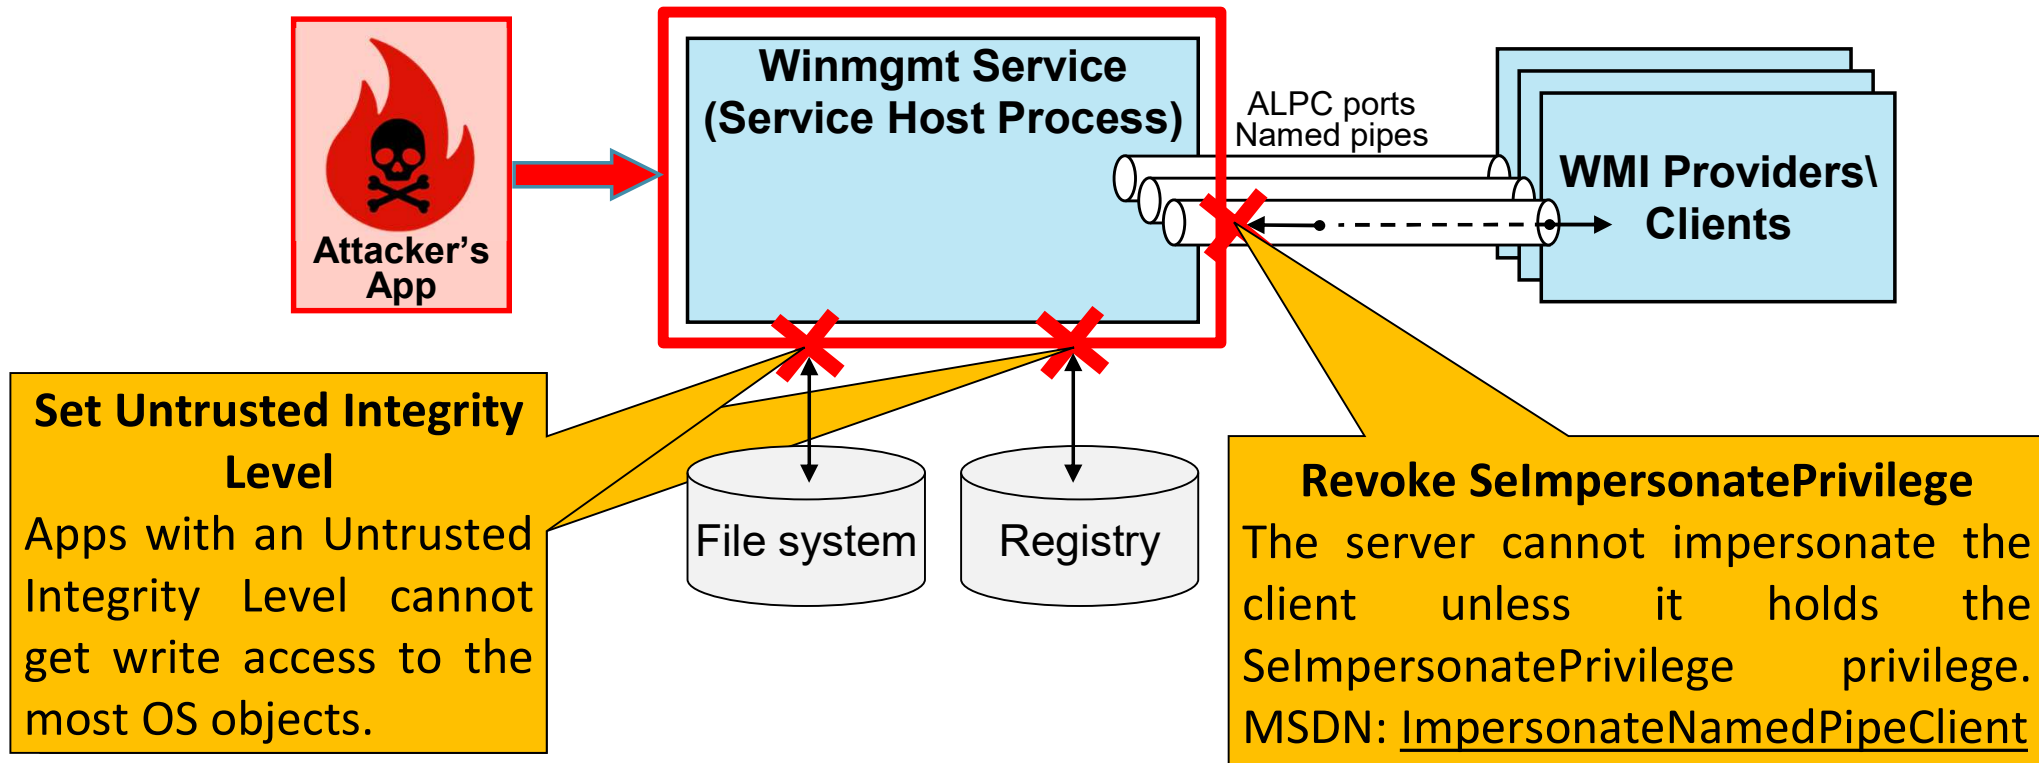 Attacker's
App
Winmgmt Service
(Service Host Process)
ALPC ports
Named pipes
WMI Providers\
Clients
Set Untrusted Integrity
Level
Apps with an Untrusted
Integrity Level cannot
get write access to the
most OS objects.
File system
Registry
Revoke SeImpersonatePrivilege
The server cannot impersonate the
client unless it holds the
SeImpersonatePrivilege privilege.
MSDN: ImpersonateNamedPipeClient